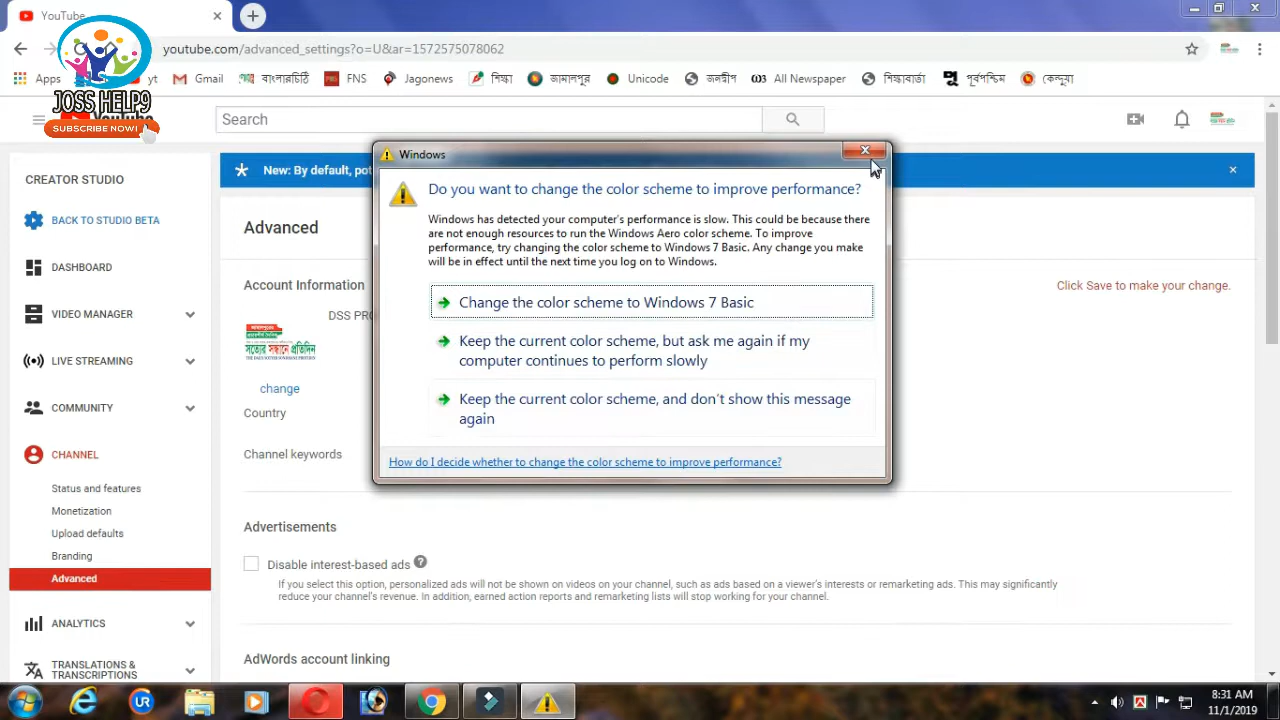 YouTube
youtube.com/advanced_settings?o=U&ar=1572575078062
Apps
yt
Gmail
বাংলারচিঠি
FNS
Jagonews
শিক্ষা
জামালপুর
Unicode
জলদীপ
ω3 All Newspaper
শিক্ষাবার্তা
পূর্বপশ্চিম
কেন্দুয়া
JOSS HELP9
SUBSCRIBE NOW!
Search
CREATOR STUDIO
BACK TO STUDIO BETA
DASHBOARD
VIDEO MANAGER
LIVE STREAMING
COMMUNITY
CHANNEL
Status and features
Monetization
Upload defaults
Branding
Advanced
ANALYTICS
TRANSLATIONS &
TRANSCRIPTIONS
New: By default, pot
Advanced
Account Information
Click Save to make your change.
DSS PRO
সত্যের সন্ধানে প্রতিদিন
change
Country
Channel keywords
Windows
Do you want to change the color scheme to improve performance?
Windows has detected your computer's performance is slow. This could be because there
are not enough resources to run the Windows Aero color scheme. To improve
performance, try changing the color scheme to Windows 7 Basic. Any change you make
will be in effect until the next time you log on to Windows.
Change the color scheme to Windows 7 Basic
Keep the current color scheme, but ask me again if my
computer continues to perform slowly
Keep the current color scheme, and don't show this message
again
How do I decide whether to change the color scheme to improve performance?
Advertisements
Disable interest-based ads
If you select this option, personalized ads will not be shown on videos on your channel, such as ads based on a viewer's interests or remarketing ads. This may significantly
reduce your channel's revenue. In addition, earned action reports and remarketing lists will stop working for your channel.
AdWords account linking
UR
8:31 AM
11/1/2019